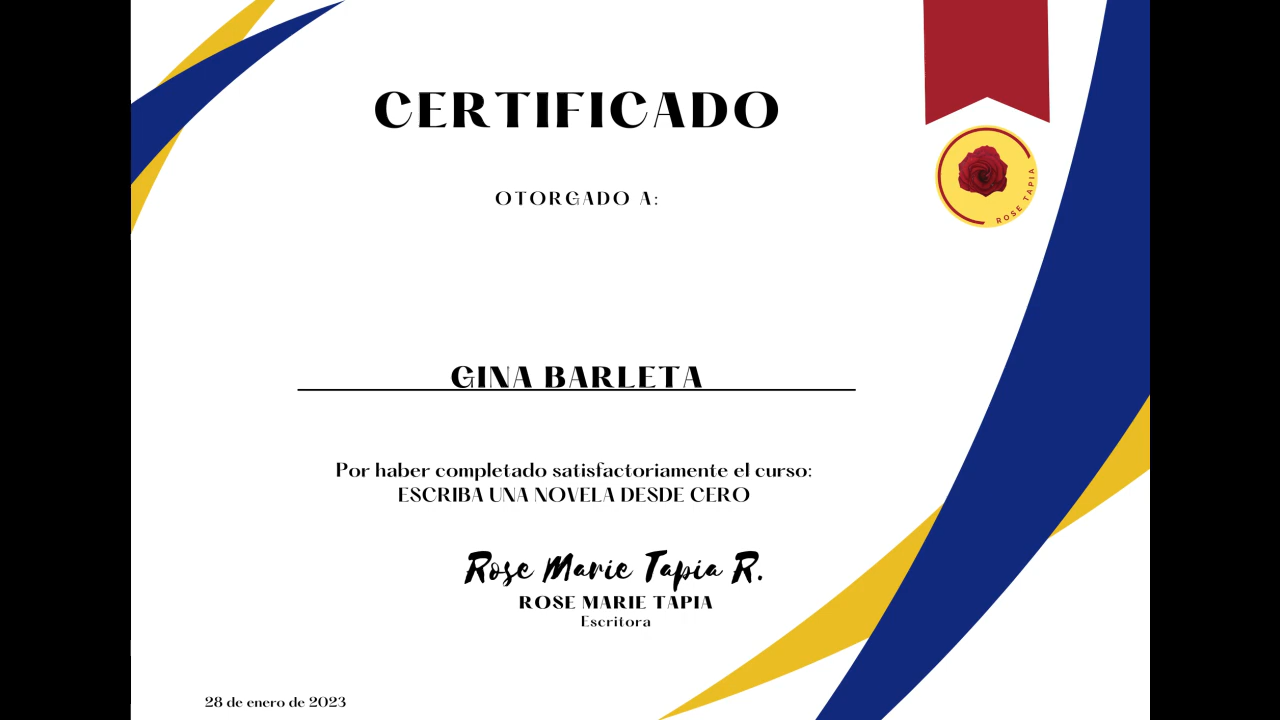 CERTIFICADO
OTORGADO A:
ROSE TAPIA
GINA BARLETA
Por haber completado satisfactoriamente el curso:
ESCRIBA UNA NOVELA DESDE CERO
Rose Marie Tapia R.
ROSE MARIE TAPIA
Escritora
28 de enero de 2023